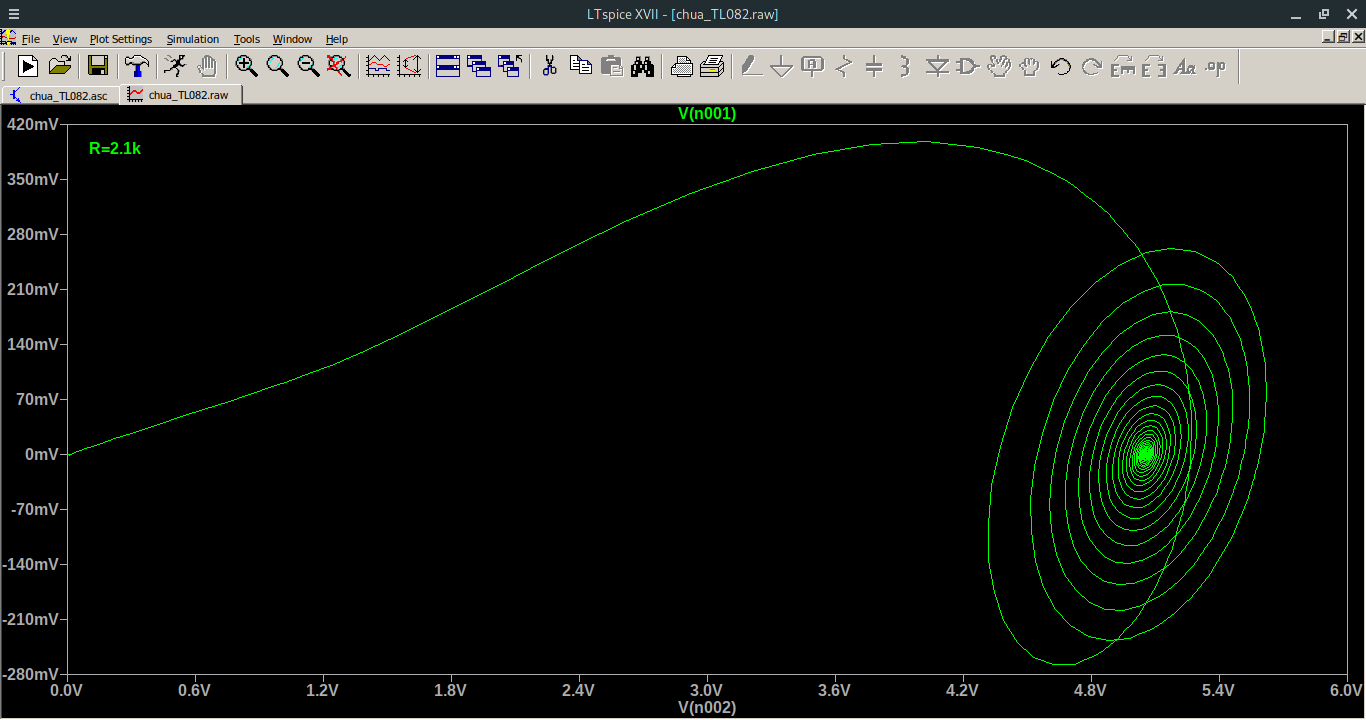 LTspice XVII - [chua_TL082.raw]
File View Plot Settings Simulation Tools Window Help
chua_TL082.asc chua_TL082.raw
V(n001)
420mV
R=2.1k
350mV
280mV
210mV
140mV
70mV
0mV
-70mV
-140mV
-210mV
-280mV
0.0V 0.6V 1.2V 1.8V 2.4V 3.0V 3.6V 4.2V 4.8V 5.4V 6.0V
V(n002)